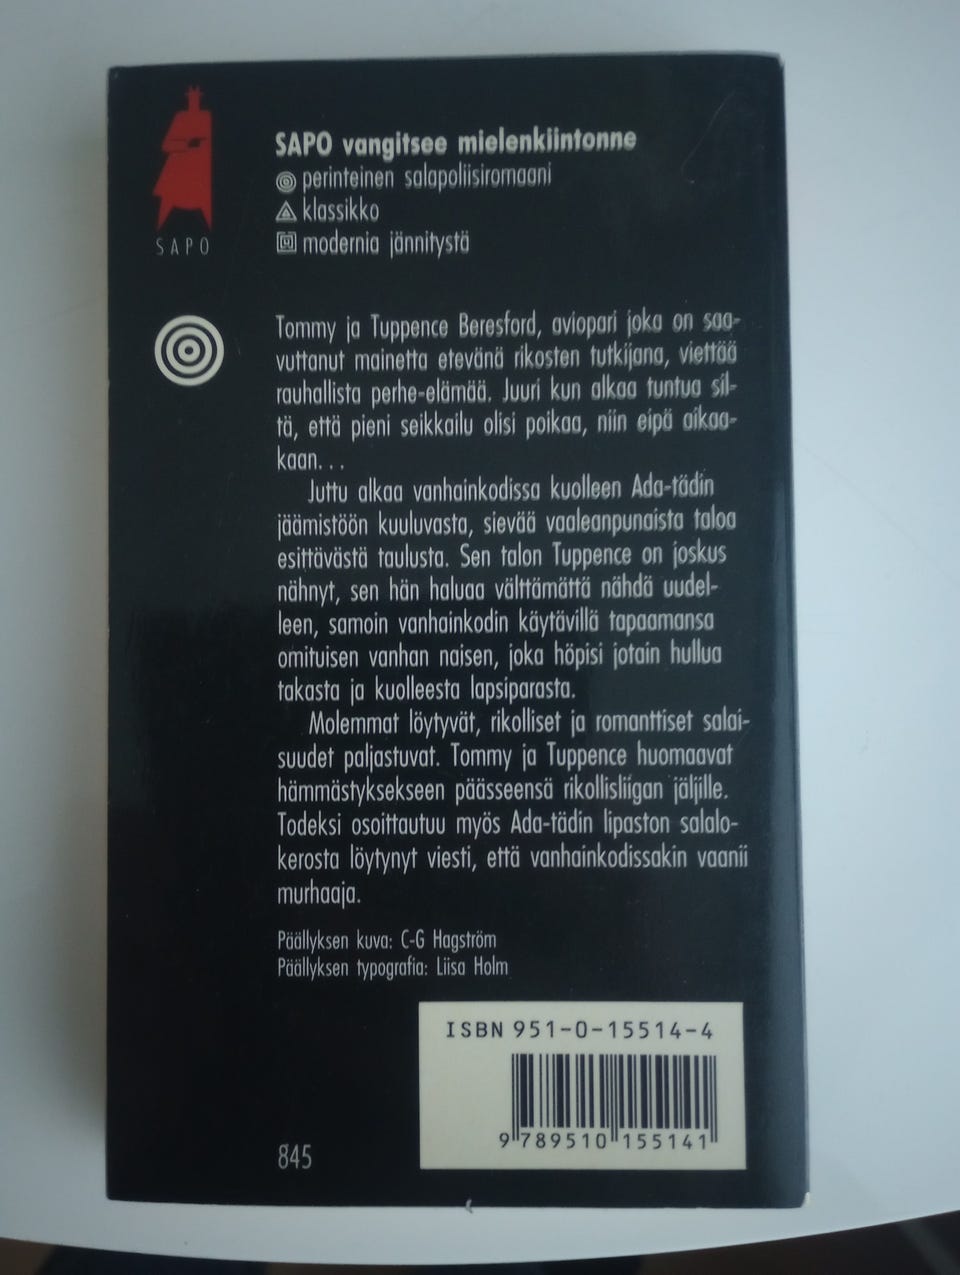 SAPO vangitsee mielenkiintonne
perinteinen salapoliisiromaani
klassikko
modernia jännitystä
SAPO
Tommy ja Tuppence Beresford, aviopari joka on saa-
vuttanut mainetta etevänä rikosten tutkijana, viettää
rauhallista perhe-elämää. Juuri kun alkaa tuntua sil-
tä, että pieni seikkailu olisi poikaa, niin eipä aikaa-
kaan...
Juttu alkaa vanhainkodissa kuolleen Ada-tädin
jäämistöön kuuluvasta, sievää vaaleanpunaista taloa
esittävästä taulusta. Sen talon Tuppence on joskus
nähnyt, sen hän haluaa välttämättä nähdä uudel-
leen, samoin vanhainkodin käytävillä tapaamansa
omituisen vanhan naisen, joka höpisi jotain hullua
takasta ja kuolleesta lapsiparasta.
Molemmat löytyvät, rikolliset ja romanttiset salai-
suudet paljastuvat. Tommy ja Tuppence huomaavat
hämmästyksekseen päässeensä rikollisliigan jäljille.
Todeksi osoittautuu myös Ada-tädin lipaston salalo-
kerosta löytynyt viesti, että vanhainkodissakin vaanii
murhaaja.
Päällyksen kuva: C-G Hagström
Päällyksen typografia: Liisa Holm
ISBN 951-0-15514-4
9 789510 155141
845